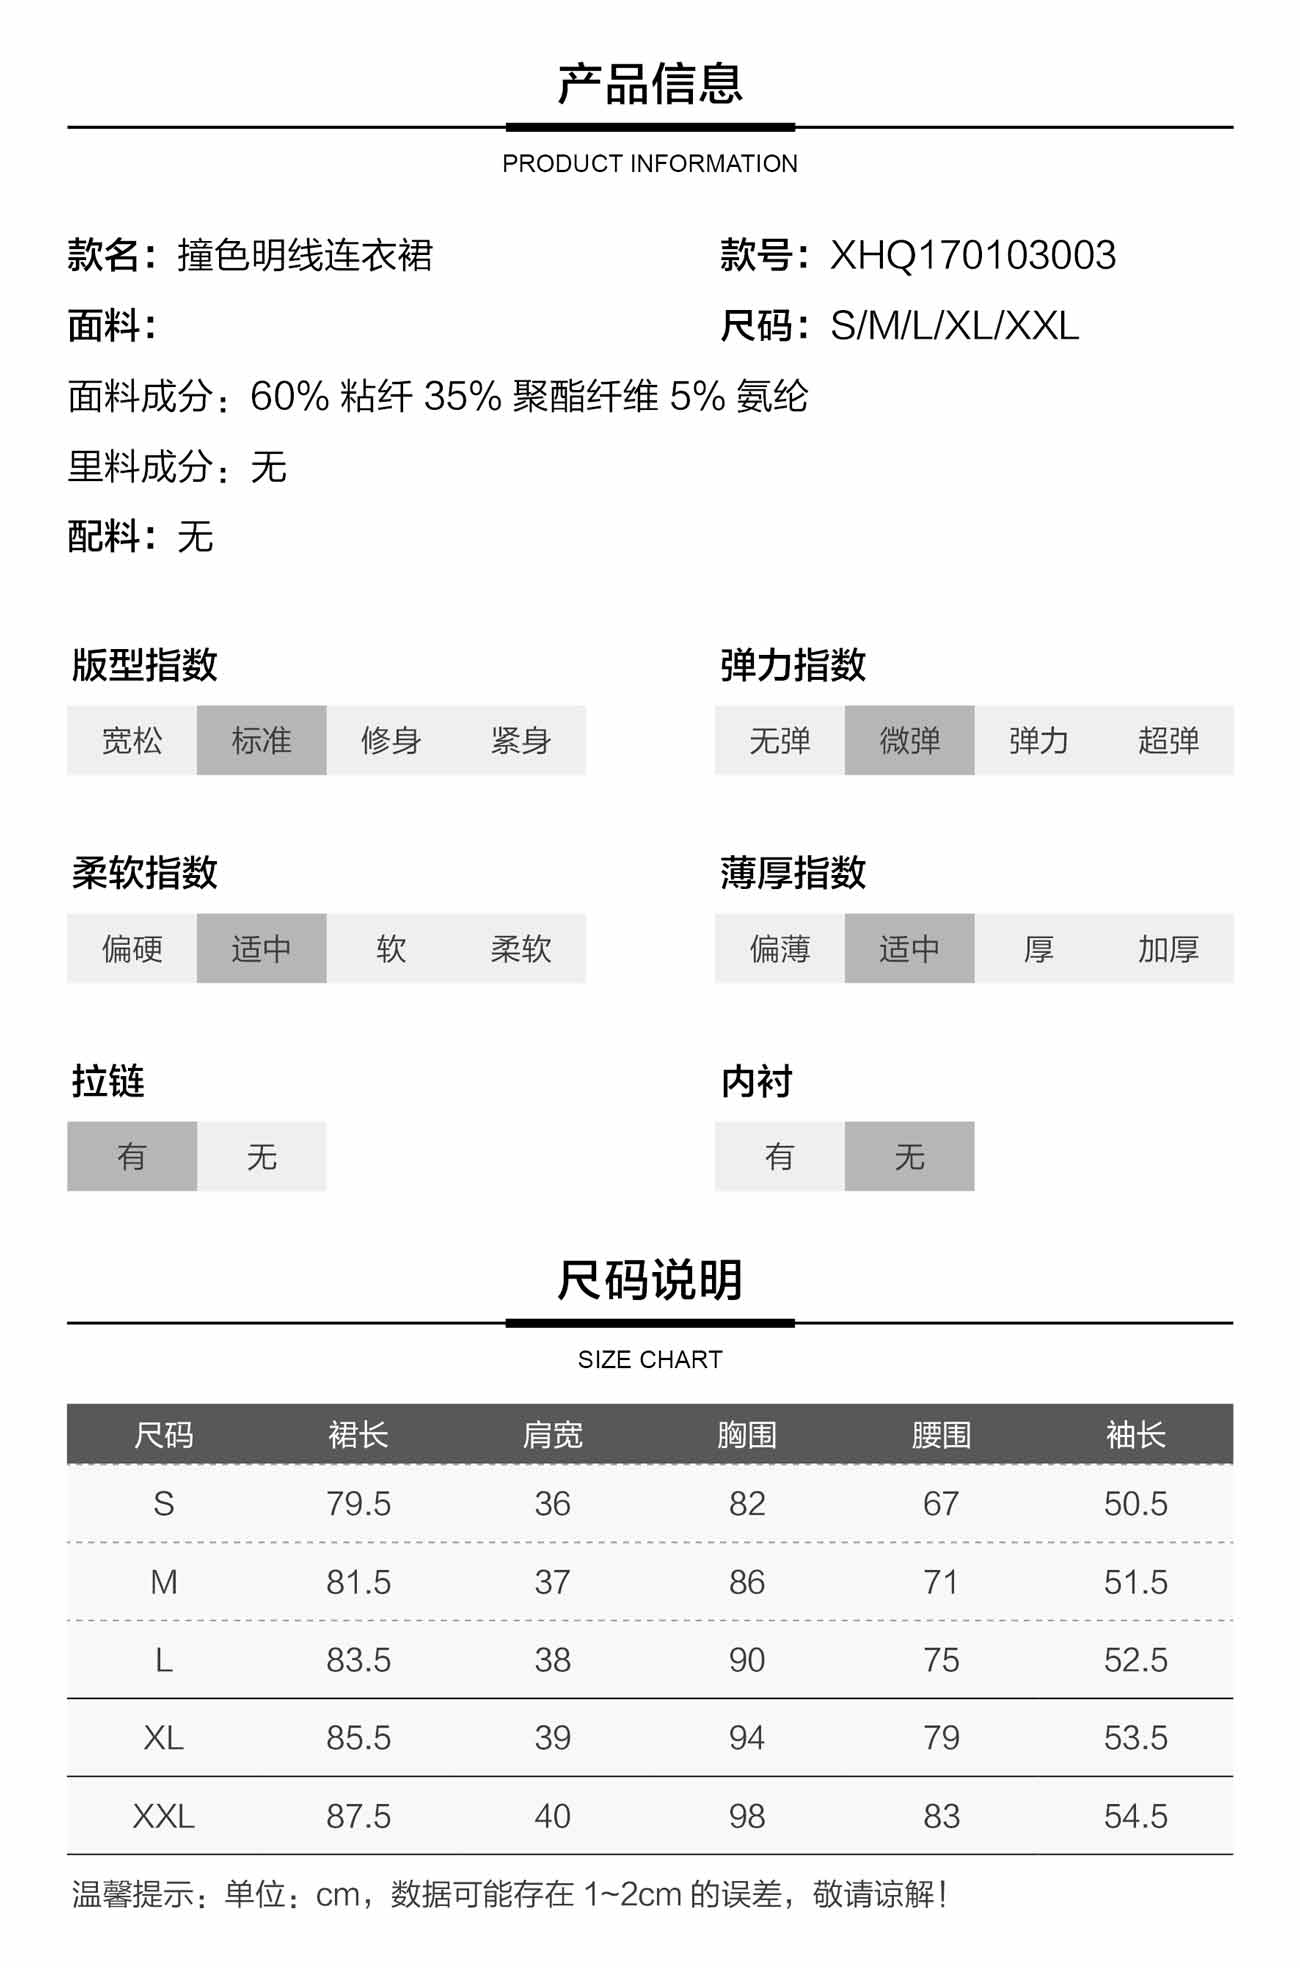 产品信息
PRODUCT INFORMATION
款名：撞色明线连衣裙 款号：XHQ170103003
面料： 尺码：S/M/L/XL/XXL
面料成分：60% 粘纤 35% 聚酯纤维 5% 氨纶
里料成分：无
配料：无
版型指数 弹力指数
宽松 标准 修身 紧身 无弹 微弹 弹力 超弹
柔软指数 薄厚指数
偏硬 适中 软 柔软 偏薄 适中 厚 加厚
拉链 内衬
有 无 有 无
尺码说明
SIZE CHART
尺码 裙长 肩宽 胸围 腰围 袖长
S 79.5 36 82 67 50.5
M 81.5 37 86 71 51.5
L 83.5 38 90 75 52.5
XL 85.5 39 94 79 53.5
XXL 87.5 40 98 83 54.5
温馨提示：单位：cm，数据可能存在 1~2cm 的误差，敬请谅解！